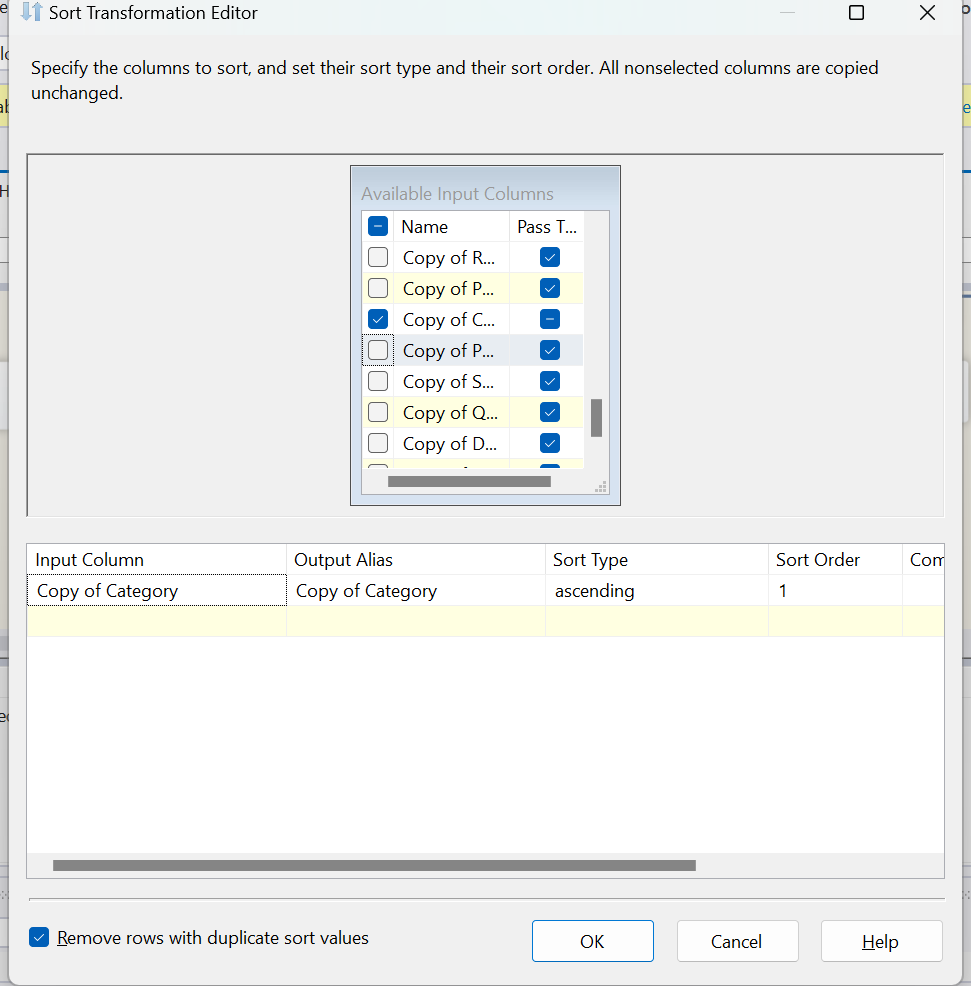 Sort Transformation Editor
Specify the columns to sort, and set their sort type and their sort order. All nonselected columns are copied
unchanged.
Available Input Columns
Name Pass T...
Copy of R...
Copy of P...
Copy of C...
Copy of P...
Copy of S...
Copy of Q...
Copy of D...
Input Column Output Alias Sort Type Sort Order Com
Copy of Category Copy of Category ascending 1
Remove rows with duplicate sort values
OK Cancel Help